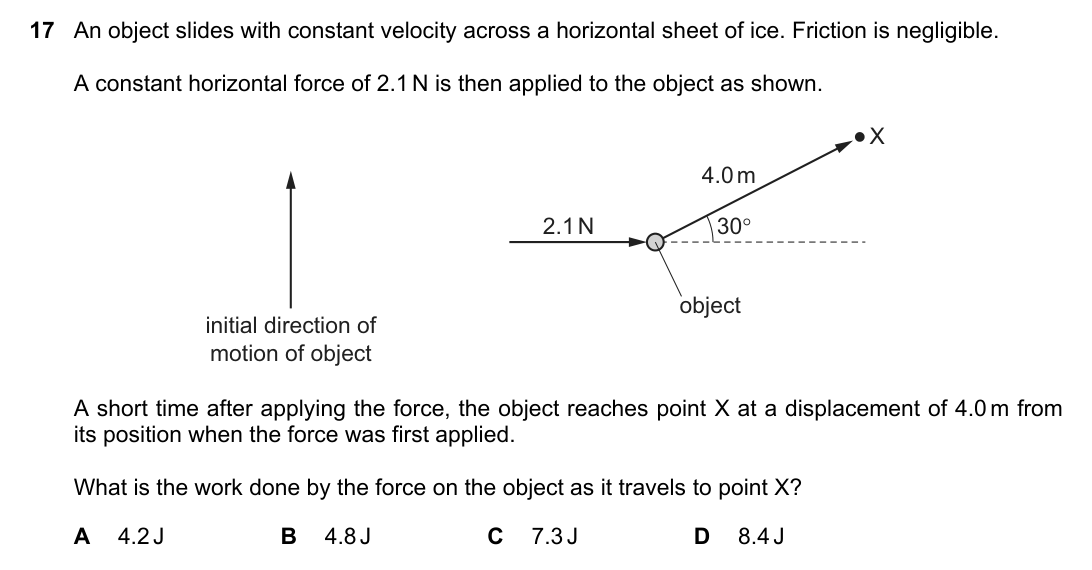 17 An object slides with constant velocity across a horizontal sheet of ice. Friction is negligible.
A constant horizontal force of 2.1 N is then applied to the object as shown.
X
4.0 m
2.1 N
30°
object
initial direction of
motion of object
A short time after applying the force, the object reaches point X at a displacement of 4.0 m from
its position when the force was first applied.
What is the work done by the force on the object as it travels to point X?
A 4.2 J B 4.8 J C 7.3 J D 8.4 J